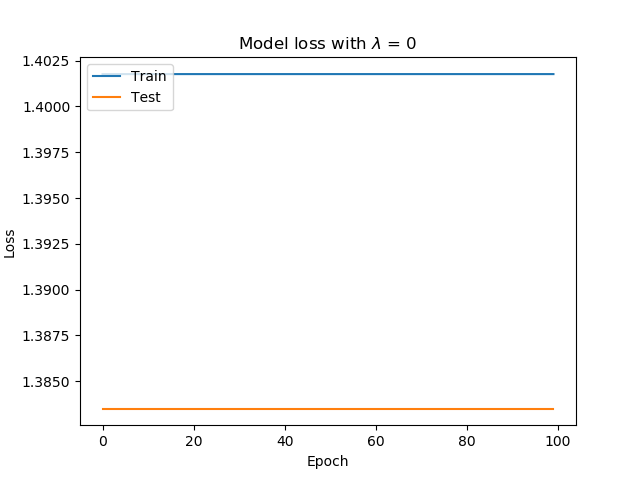 Model loss with λ = 0
1.4025
1.4000
1.3975
1.3950
1.3925
1.3900
1.3875
1.3850
Loss
Train
Test
0 20 40 60 80 100
Epoch